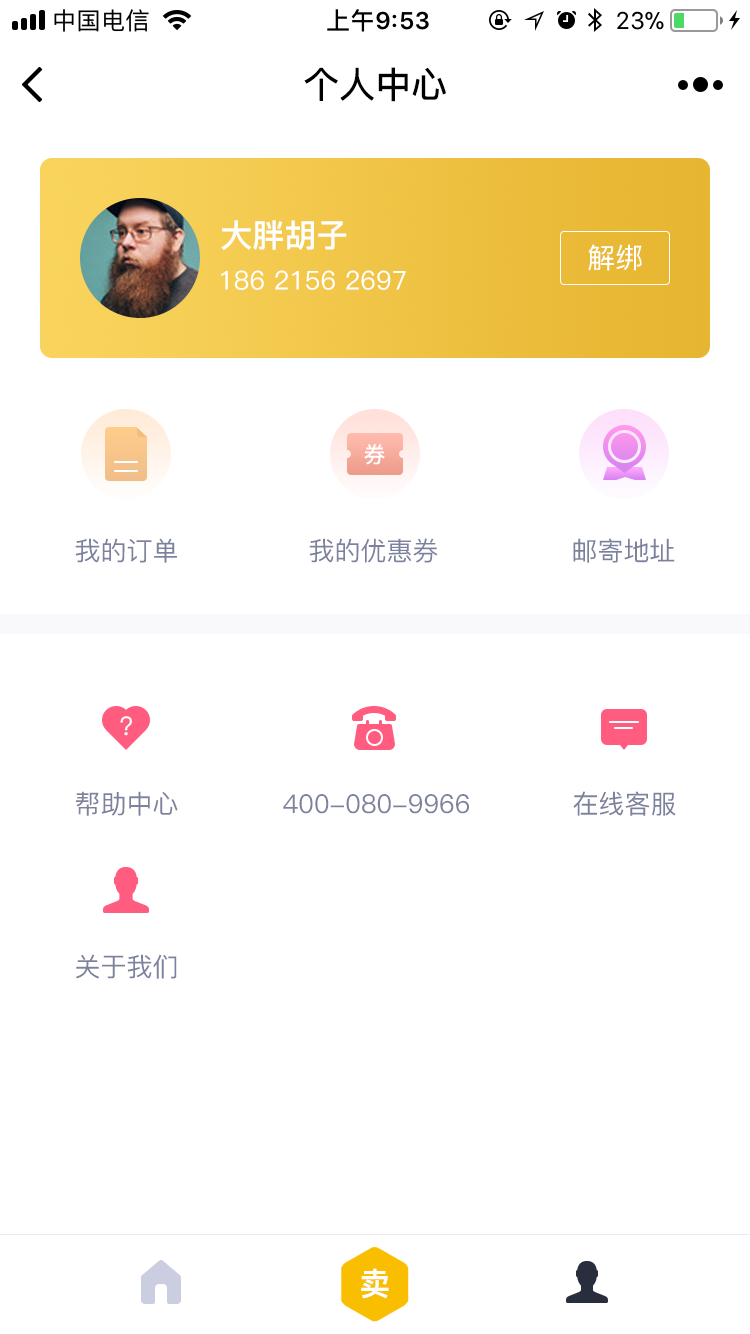 中国电信 上午9:53 23%
个人中心
大胖胡子
186 2156 2697
解绑
券
我的订单 我的优惠券 邮寄地址
?
帮助中心 400-080-9966 在线客服
关于我们
卖